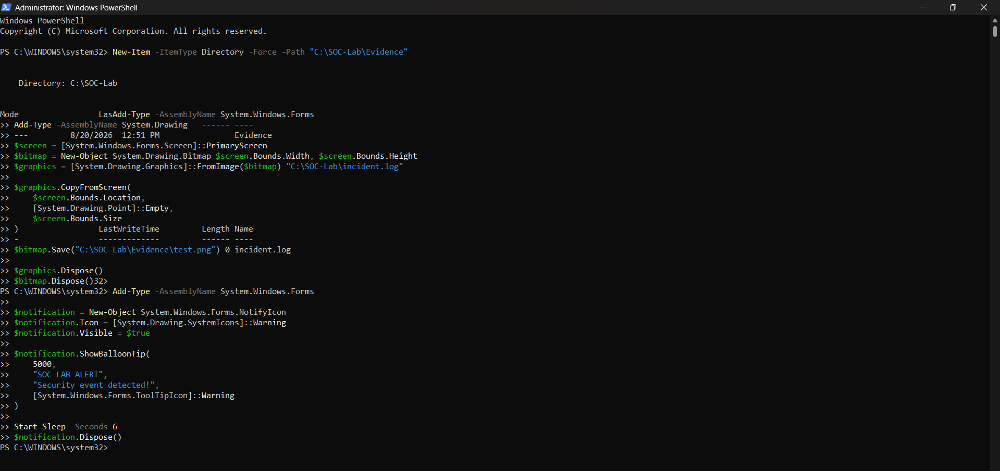 Administrator: Windows PowerShell
Windows PowerShell
Copyright (C) Microsoft Corporation. All rights reserved.
PS C:\WINDOWS\system32> New-Item -ItemType Directory -Force -Path "C:\SOC-Lab\Evidence"
    Directory: C:\SOC-Lab
Mode                 LasAdd-Type -AssemblyName System.Windows.Forms
>> Add-Type -AssemblyName System.Drawing   ------ ----
>> ---         8/20/2026  12:51 PM                Evidence
>> $screen = [System.Windows.Forms.Screen]::PrimaryScreen
>> $bitmap = New-Object System.Drawing.Bitmap $screen.Bounds.Width, $screen.Bounds.Height
>> $graphics = [System.Drawing.Graphics]::FromImage($bitmap) "C:\SOC-Lab\incident.log"
>>
>> $graphics.CopyFromScreen(
>>     $screen.Bounds.Location,
>>     [System.Drawing.Point]::Empty,
>>     $screen.Bounds.Size
>> )                 LastWriteTime         Length Name
>> -                 -------------         ------ ----
>> $bitmap.Save("C:\SOC-Lab\Evidence\test.png") 0 incident.log
>>
>> $graphics.Dispose()
>> $bitmap.Dispose()32>
PS C:\WINDOWS\system32> Add-Type -AssemblyName System.Windows.Forms
>>
>> $notification = New-Object System.Windows.Forms.NotifyIcon
>> $notification.Icon = [System.Drawing.SystemIcons]::Warning
>> $notification.Visible = $true
>>
>> $notification.ShowBalloonTip(
>>     5000,
>>     "SOC LAB ALERT",
>>     "Security event detected!",
>>     [System.Windows.Forms.ToolTipIcon]::Warning
>> )
>>
>> Start-Sleep -Seconds 6
>> $notification.Dispose()
PS C:\WINDOWS\system32>